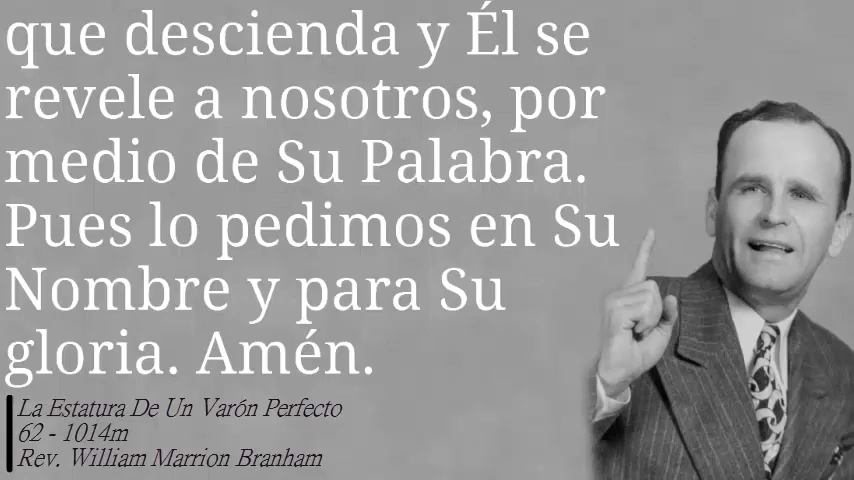 que descienda y Él se
revele a nosotros, por
medio de Su Palabra.
Pues lo pedimos en Su
Nombre y para Su
gloria. Amén.
La Estatura De Un Varón Perfecto
62 - 1014m
Rev. William Marrion Branham